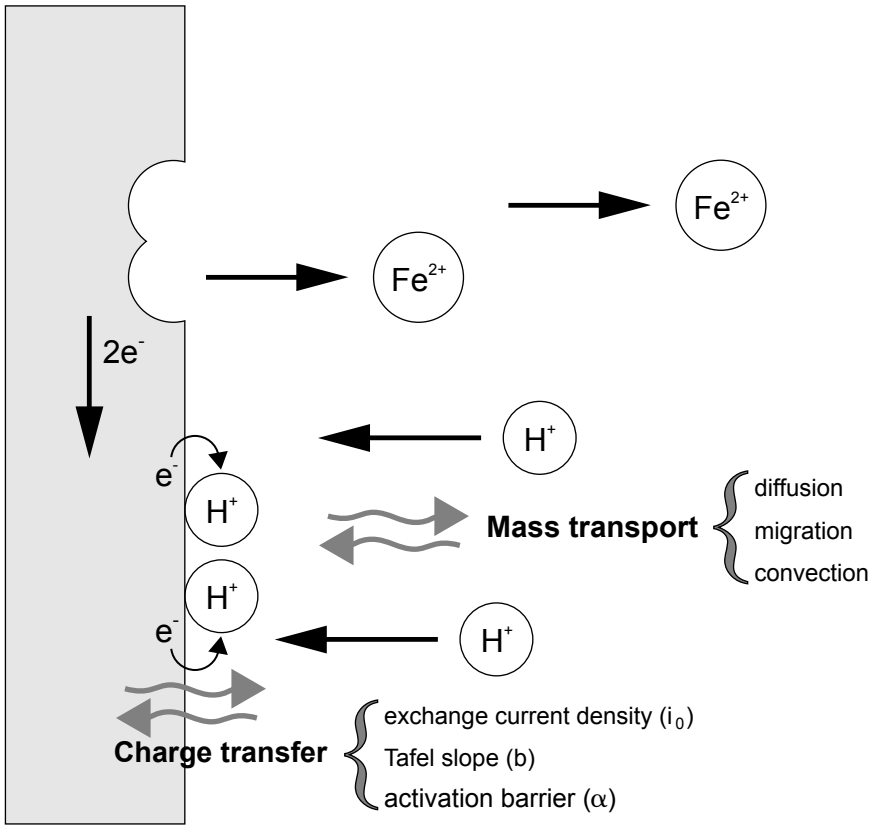 Fe²⁺
Fe²⁺
2e⁻
H⁺
e⁻
H⁺
diffusion
Mass transport
migration
convection
H⁺
e⁻
H⁺
exchange current density (i₀)
Charge transfer
Tafel slope (b)
activation barrier (α)